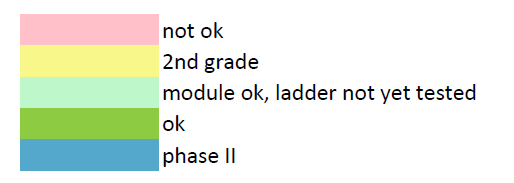 not ok
2nd grade
module ok, ladder not yet tested
ok
phase II